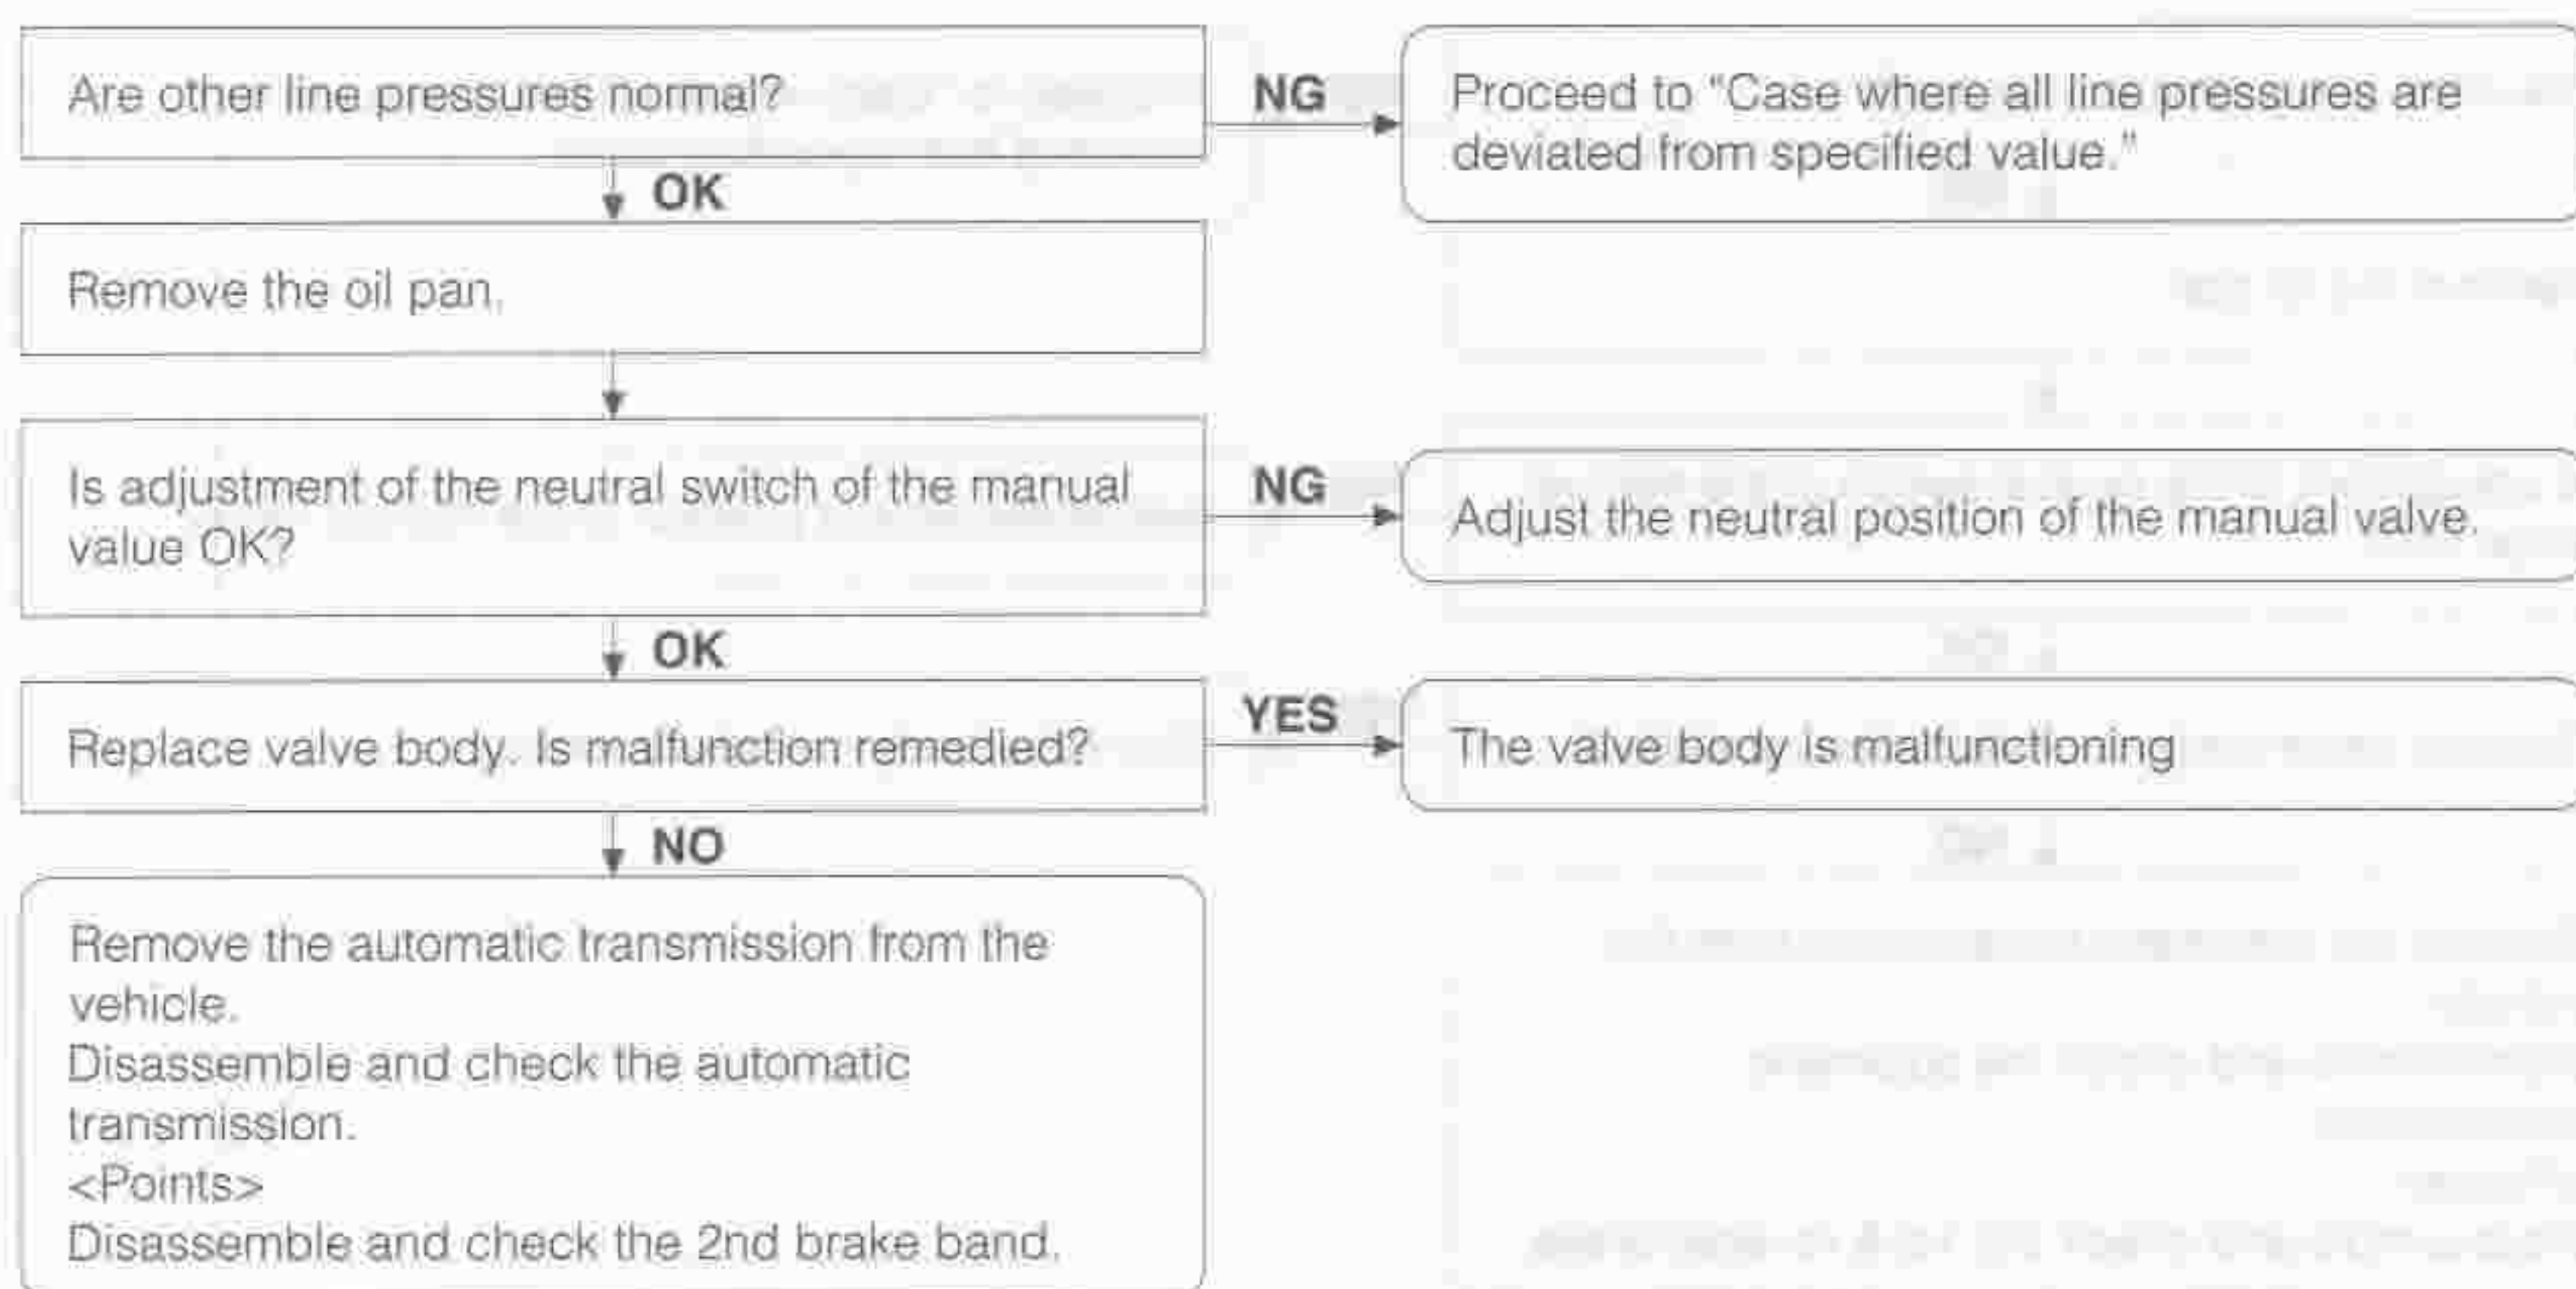 Are other line pressures normal?
NG
Proceed to “Case where all line pressures are
deviated from specified value.”
OK
Remove the oil pan.
Is adjustment of the neutral switch of the manual
value OK?
NG
Adjust the neutral position of the manual valve.
OK
Replace valve body. Is malfunction remedied?
YES
The valve body is malfunctioning
NO
Remove the automatic transmission from the
vehicle.
Disassemble and check the automatic
transmission.
<Points>
Disassemble and check the 2nd brake band.